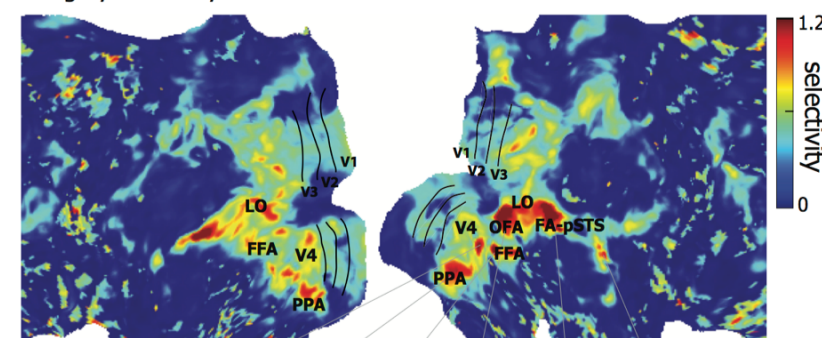 1.2
selectivity
0
V1
V2
V3
LO
FFA
V4
PPA
V1
V2
V3
LO
V4
OFA
FA-pSTS
FFA
PPA